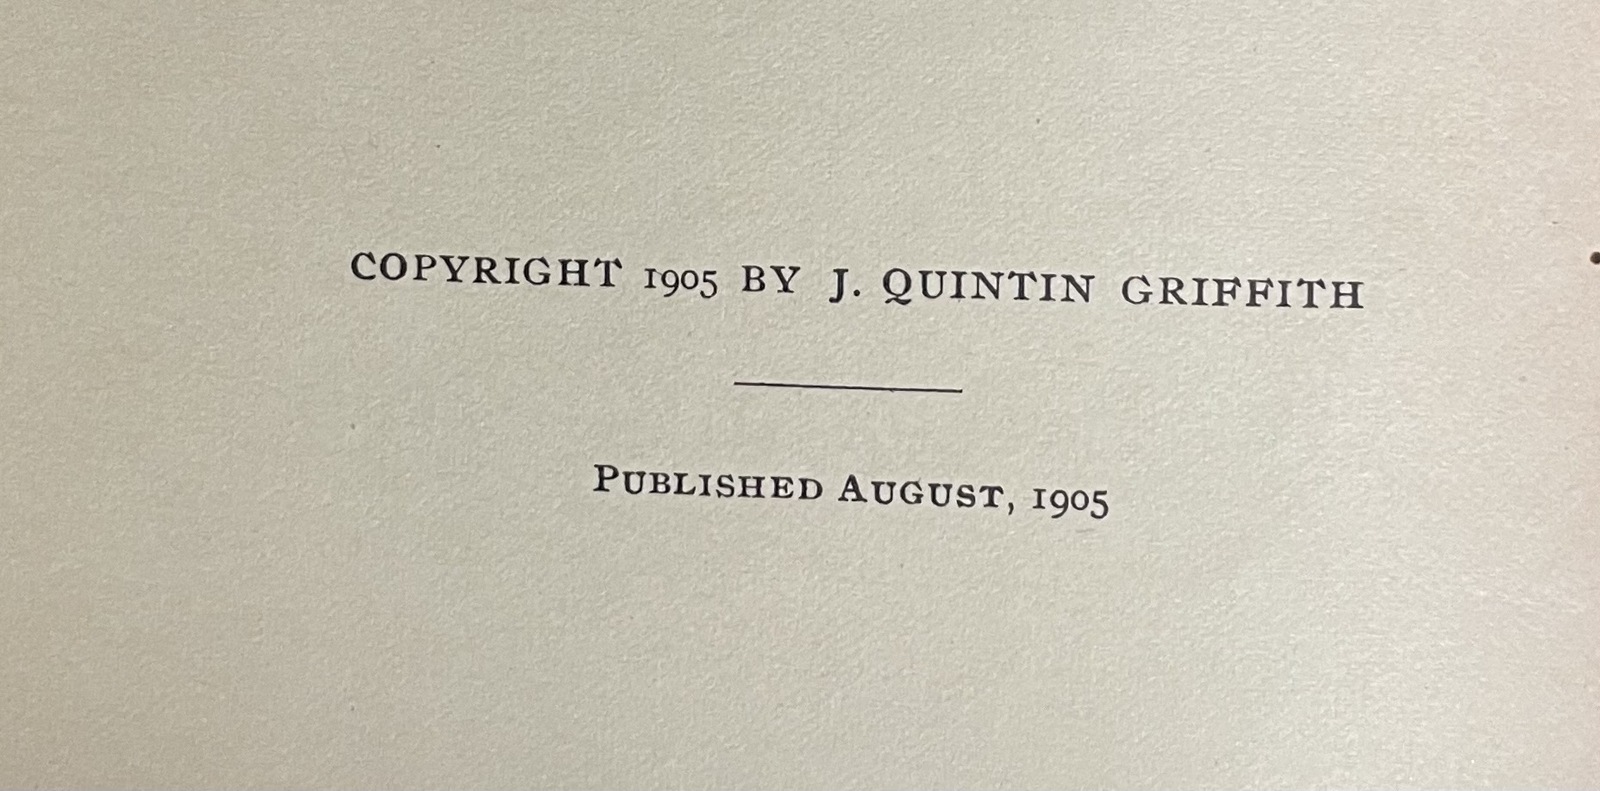 COPYRIGHT 1905 BY J. QUINTIN GRIFFITH
PUBLISHED AUGUST, 1905